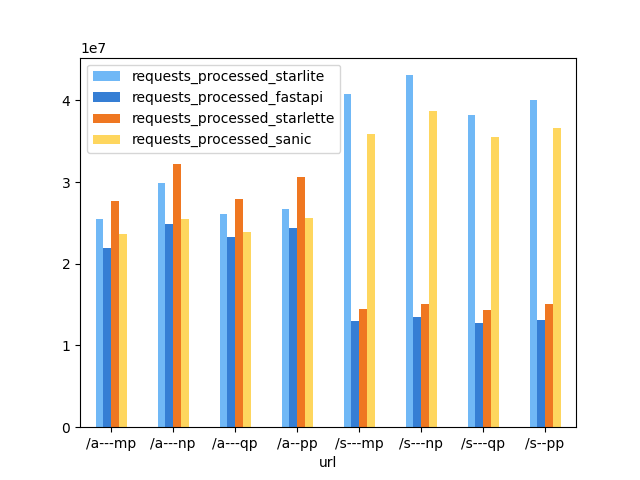 1e7
requests_processed_starlite
requests_processed_fastapi
requests_processed_starlette
requests_processed_sanic
4
3
2
1
0
/a---mp /a---np /a---qp /a--pp /s---mp /s---np /s---qp /s--pp
url